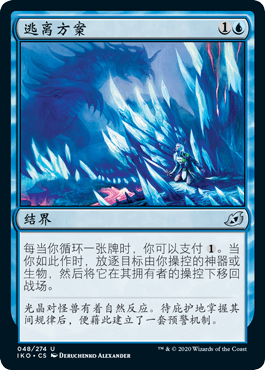 逃离方案
1
结界
每当你循环一张牌时,你可以支付1。当
你如此作时,放逐目标由你操控的神器或
生物,然后将它在其拥有者的操控下移回
战场。
光晶对怪兽有着自然反应。待庇护地掌握其
间规律后,便藉此建立了一套预警机制。
048/274 U
IKO • CS DERUCHENKO ALEXANDER
™ & © 2020 Wizards of the Coast